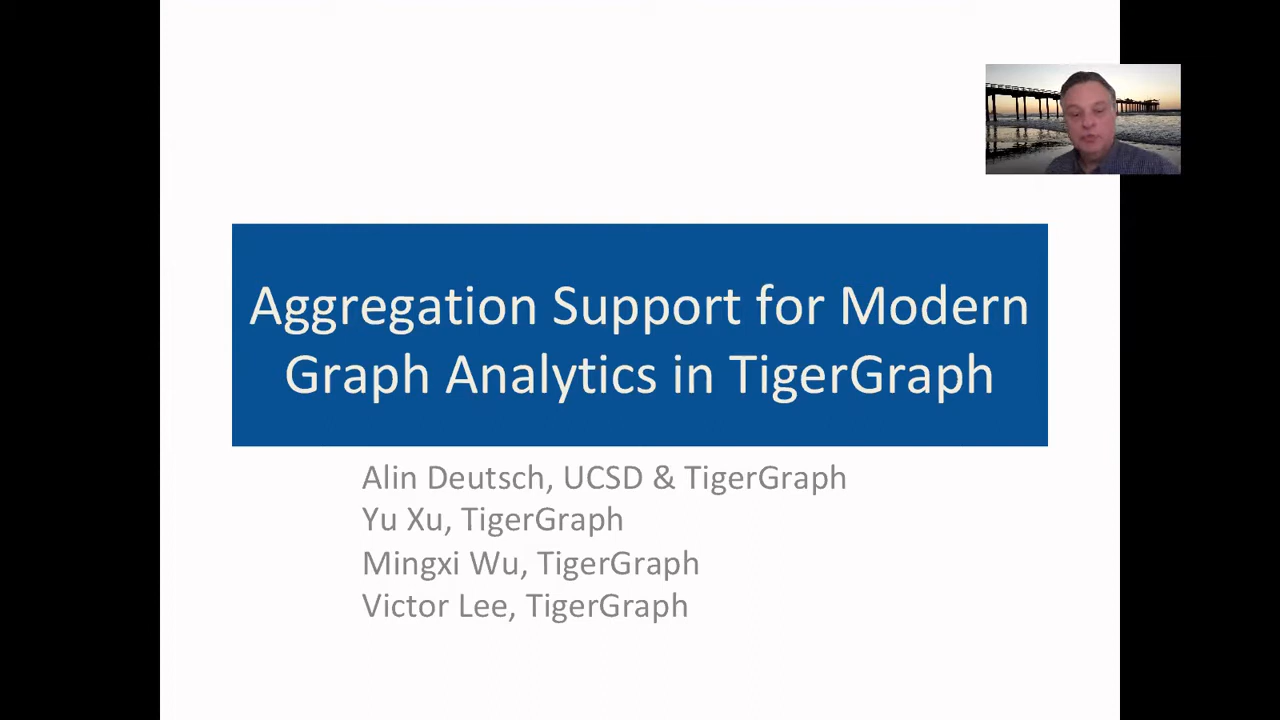 Aggregation Support for Modern
Graph Analytics in TigerGraph
Alin Deutsch, UCSD & TigerGraph
Yu Xu, TigerGraph
Mingxi Wu, TigerGraph
Victor Lee, TigerGraph